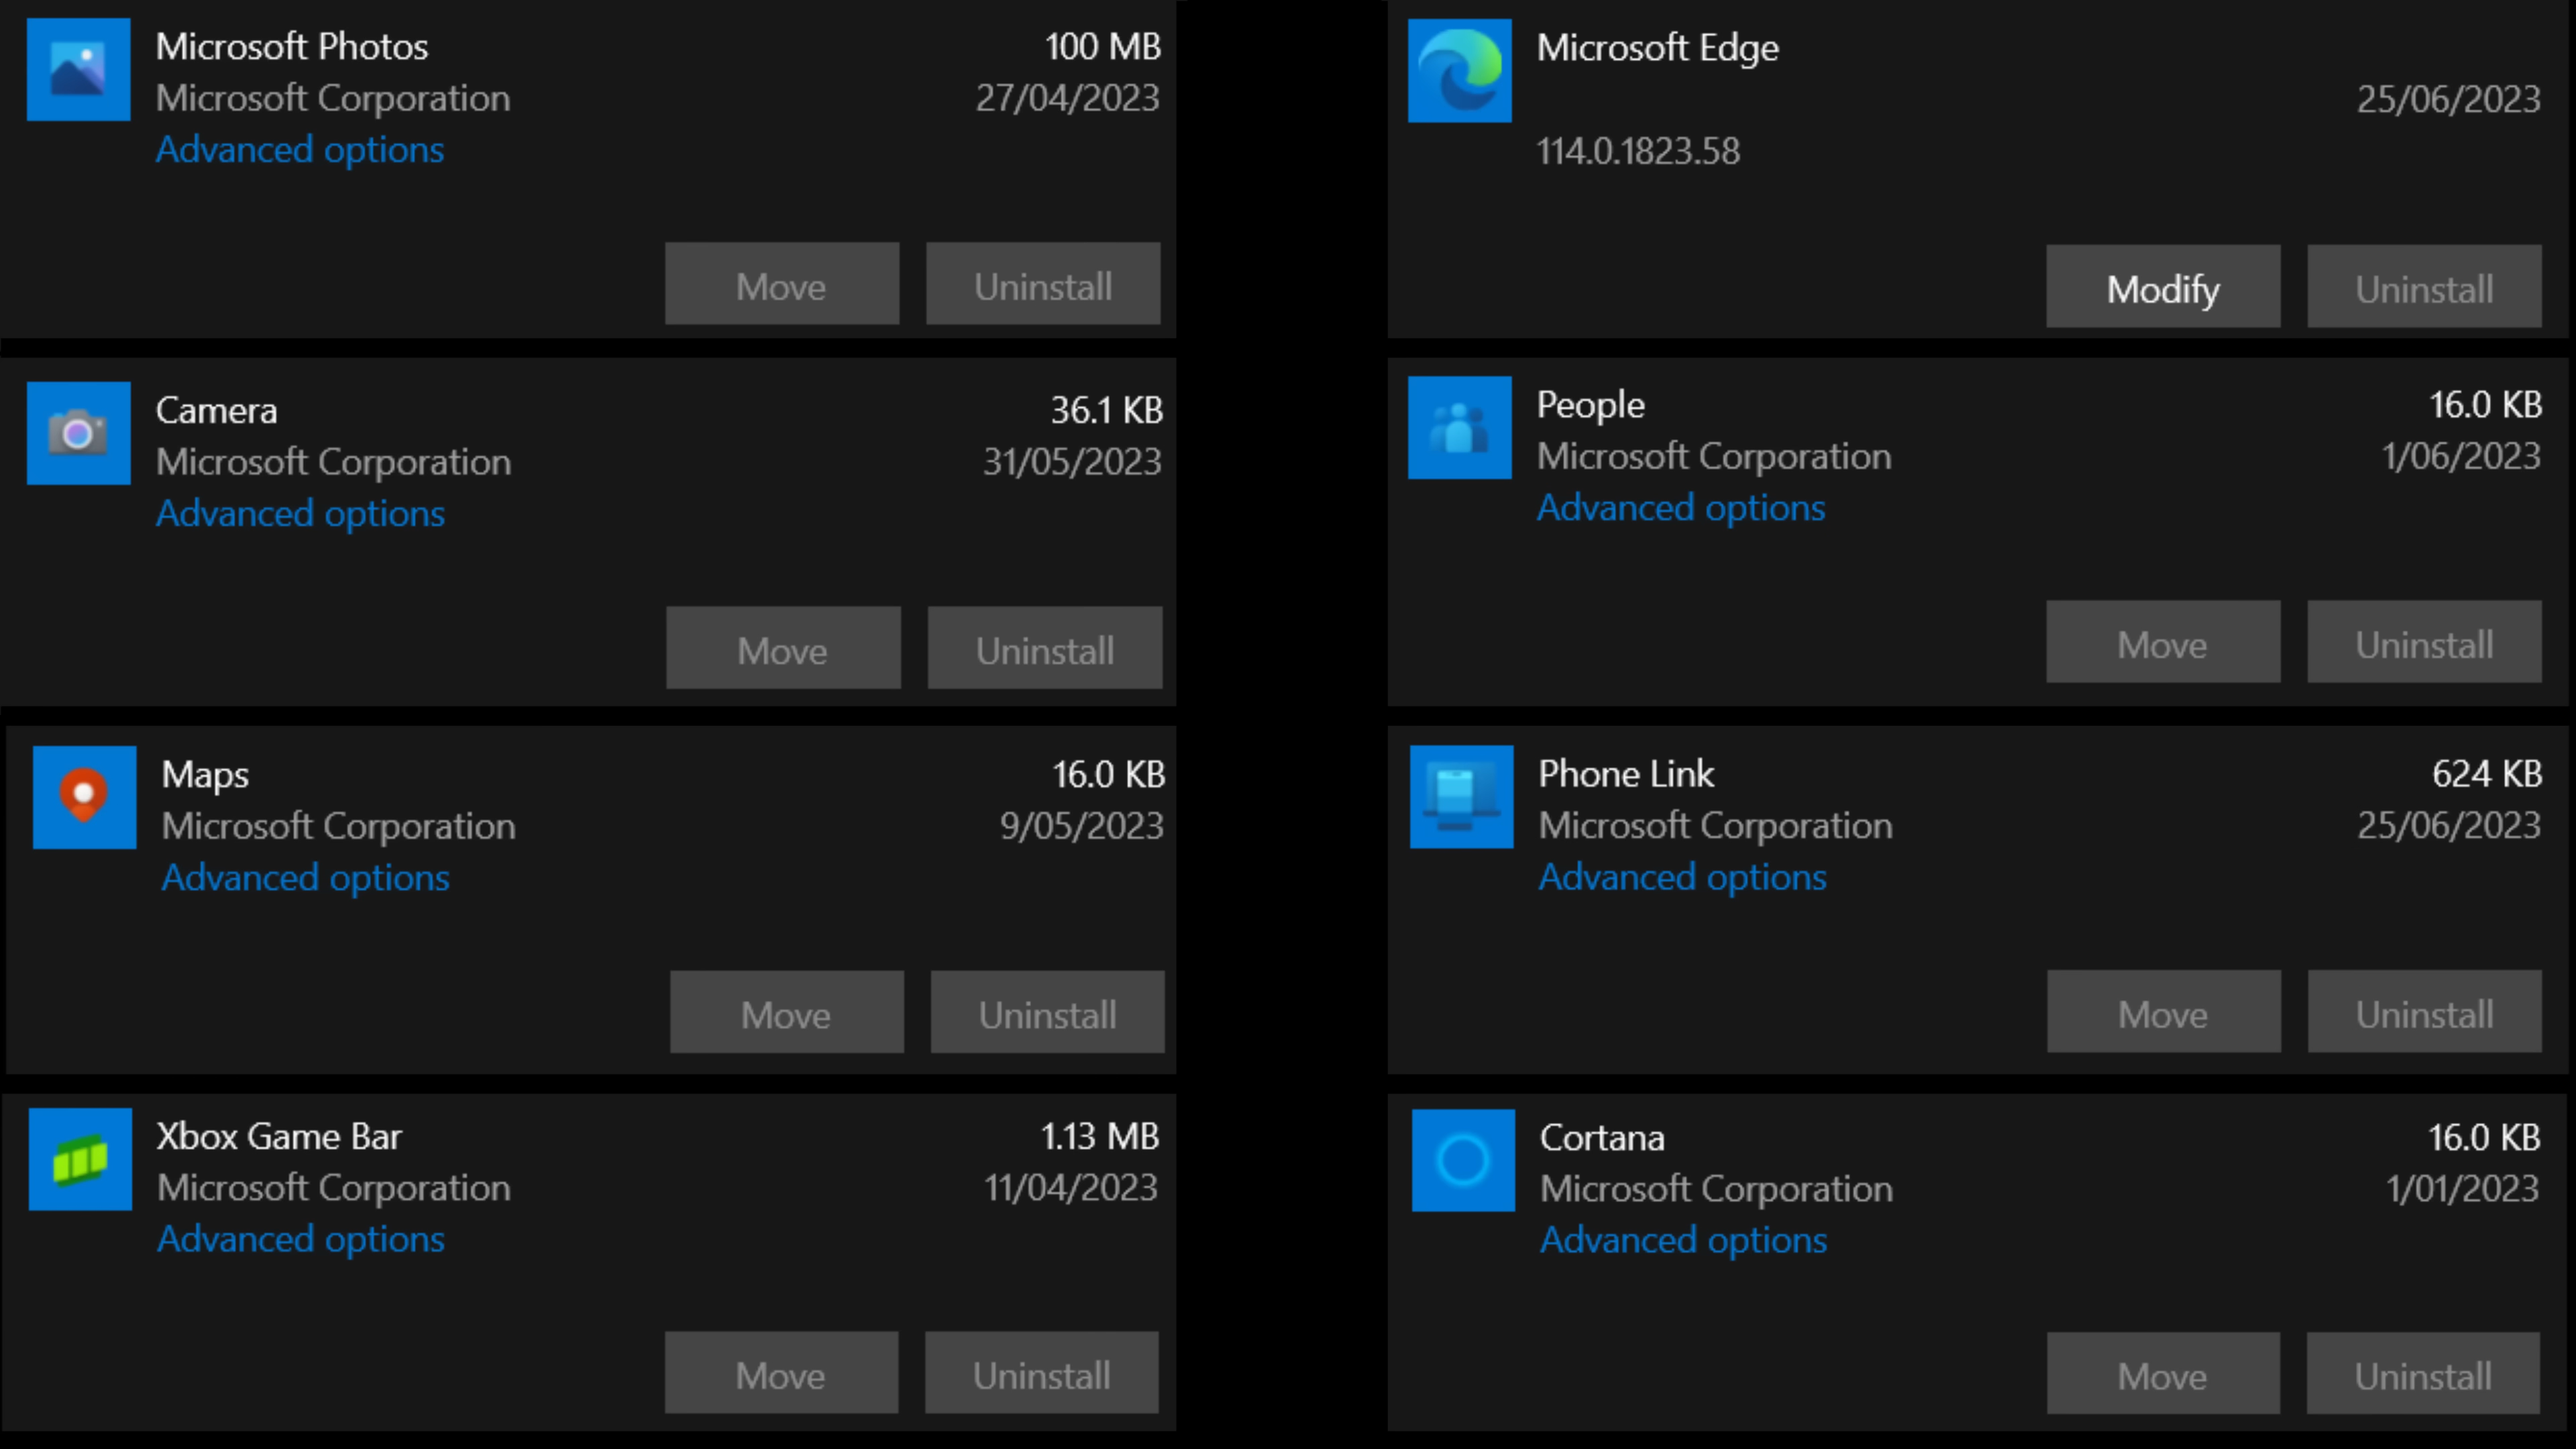 Microsoft Photos
100 MB
Microsoft Corporation
27/04/2023
Advanced options
Move
Uninstall
Microsoft Edge
25/06/2023
114.0.1823.58
Modify
Uninstall
Camera
36.1 KB
Microsoft Corporation
31/05/2023
Advanced options
Move
Uninstall
People
16.0 KB
Microsoft Corporation
1/06/2023
Advanced options
Move
Uninstall
Maps
16.0 KB
Microsoft Corporation
9/05/2023
Advanced options
Move
Uninstall
Phone Link
624 KB
Microsoft Corporation
25/06/2023
Advanced options
Move
Uninstall
Xbox Game Bar
1.13 MB
Microsoft Corporation
11/04/2023
Advanced options
Move
Uninstall
Cortana
16.0 KB
Microsoft Corporation
1/01/2023
Advanced options
Move
Uninstall